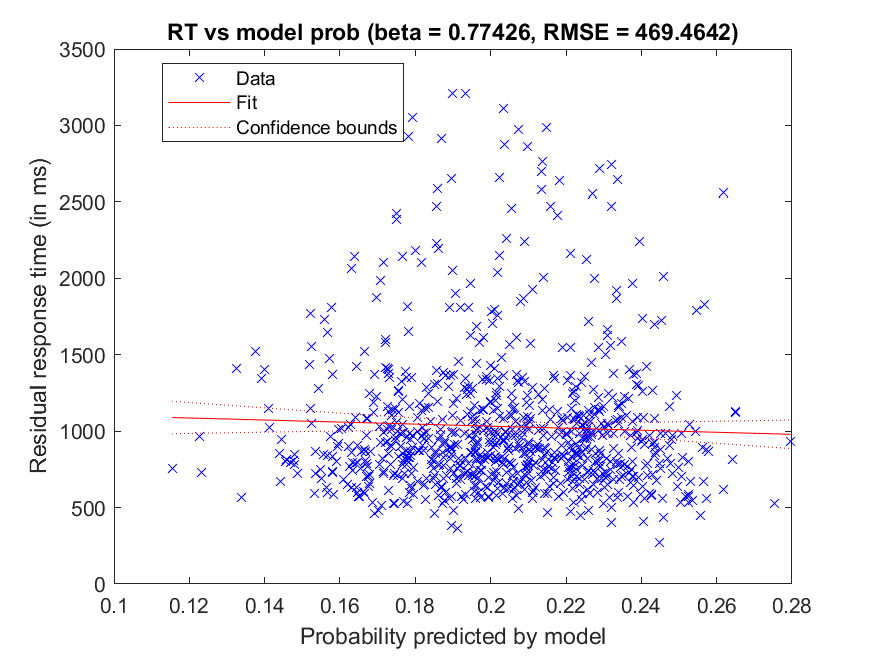 RT vs model prob (beta = 0.77426, RMSE = 469.4642)
3500
3000
2500
2000
1500
1000
500
0
Residual response time (in ms)
Data
Fit
Confidence bounds
0.1 0.12 0.14 0.16 0.18 0.2 0.22 0.24 0.26 0.28
Probability predicted by model